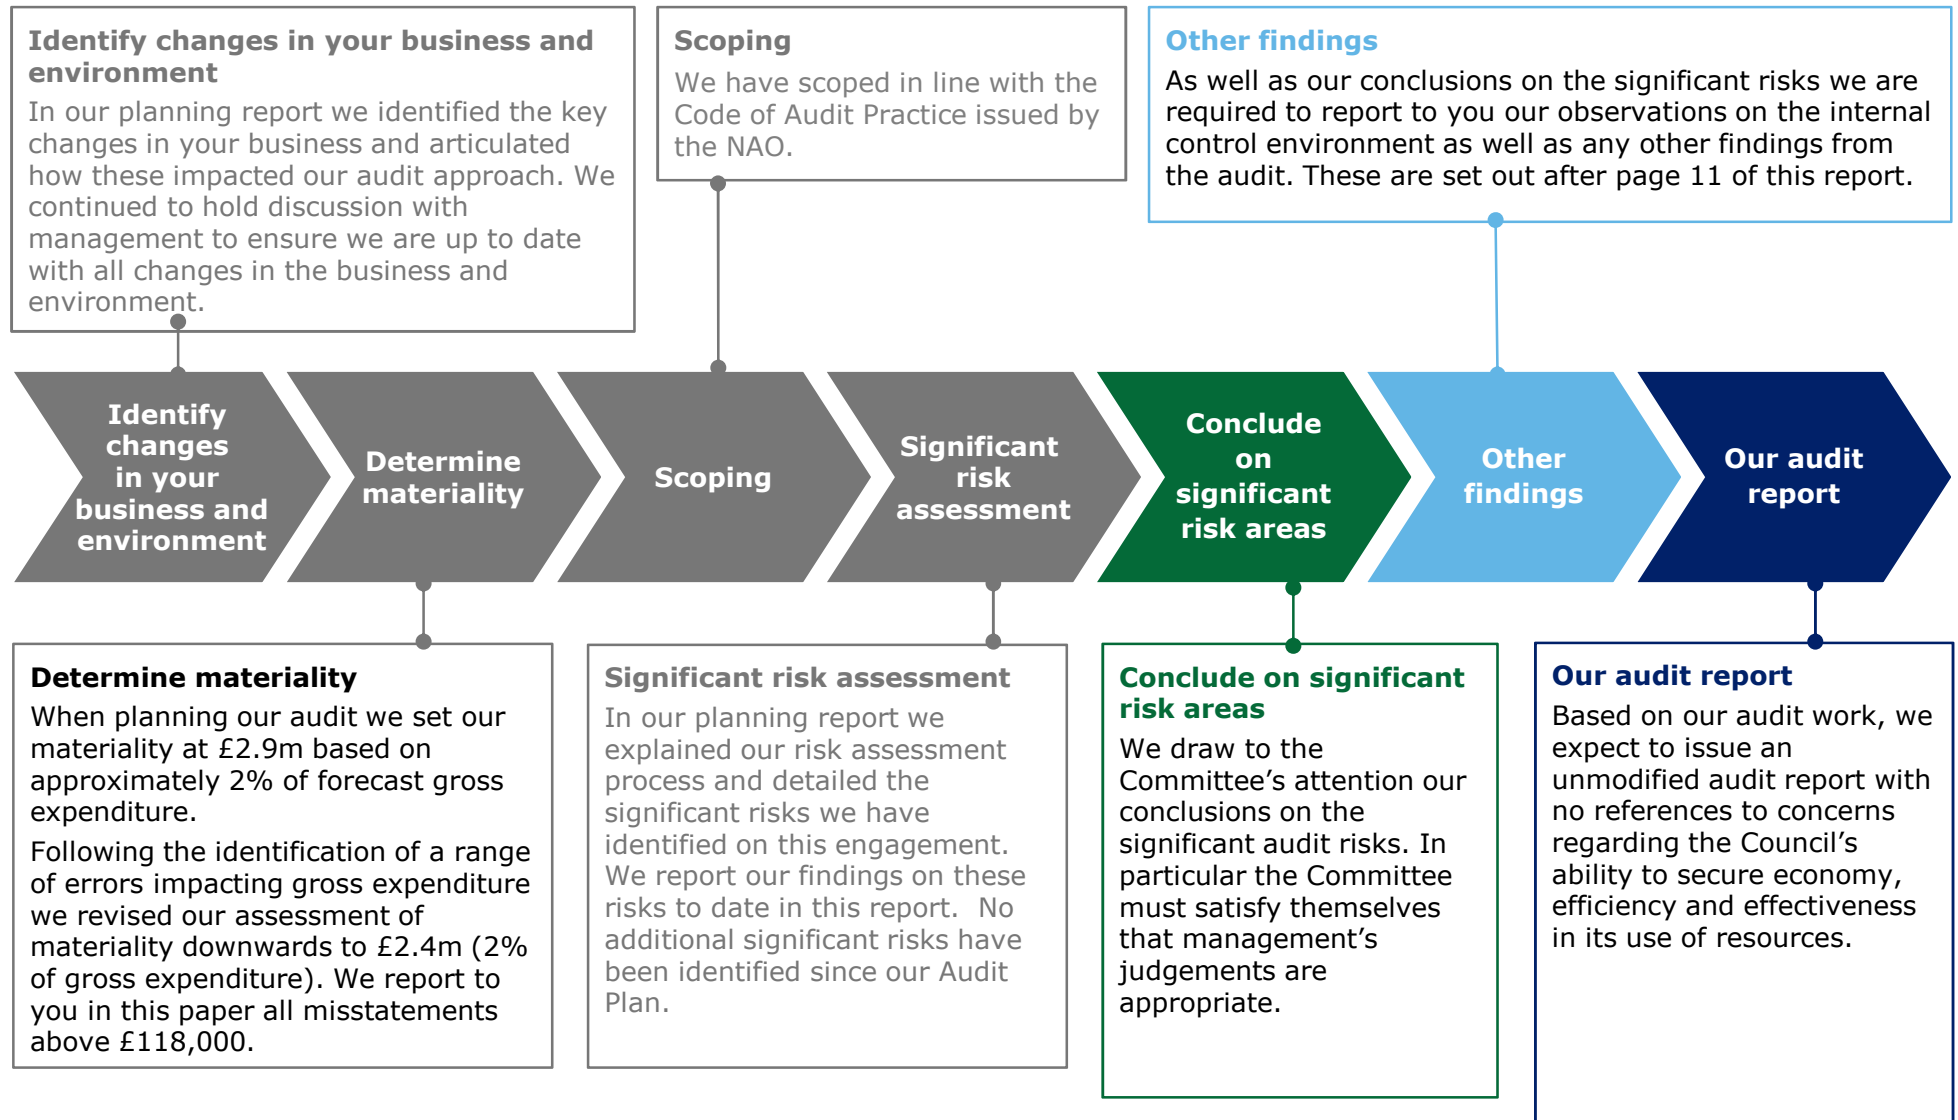 Identify changes in your business and
environment
In our planning report we identified the key
changes in your business and articulated
how these impacted our audit approach. We
continued to hold discussion with
management to ensure we are up to date
with all changes in the business and
environment.
Scoping
We have scoped in line with the
Code of Audit Practice issued by
the NAO.
Other findings
As well as our conclusions on the significant risks we are
required to report to you our observations on the internal
control environment as well as any other findings from
the audit. These are set out after page 11 of this report.
Identify
changes
in your
business and
environment
Determine
materiality
Scoping
Significant
risk
assessment
Conclude
on
significant
risk areas
Other
findings
Our audit
report
Determine materiality
When planning our audit we set our
materiality at £2.9m based on
approximately 2% of forecast gross
expenditure.
Following the identification of a range
of errors impacting gross expenditure
we revised our assessment of
materiality downwards to £2.4m (2%
of gross expenditure). We report to
you in this paper all misstatements
above £118,000.
Significant risk assessment
In our planning report we
explained our risk assessment
process and detailed the
significant risks we have
identified on this engagement.
We report our findings on these
risks to date in this report.  No
additional significant risks have
been identified since our Audit
Plan.
Conclude on significant
risk areas
We draw to the
Committee’s attention our
conclusions on the
significant audit risks. In
particular the Committee
must satisfy themselves
that management’s
judgements are
appropriate.
Our audit report
Based on our audit work, we
expect to issue an
unmodified audit report with
no references to concerns
regarding the Council’s
ability to secure economy,
efficiency and effectiveness
in its use of resources.